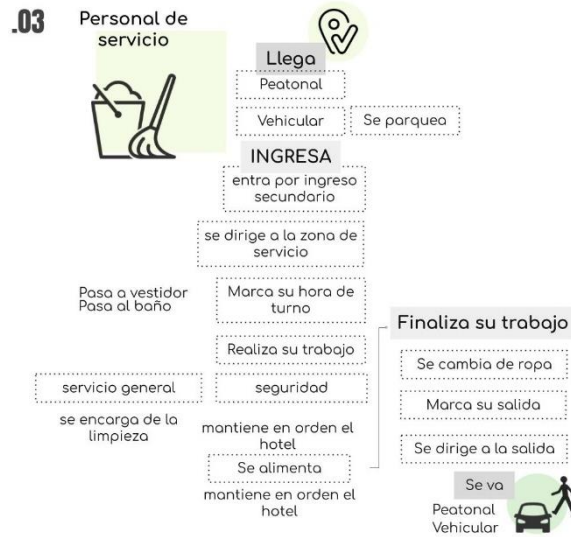 .03
Personal de
servicio
Llega
Peatonal
Vehicular
Se parquea
INGRESA
entra por ingreso
secundario
se dirige a la zona de
servicio
Pasa a vestidor
Pasa al baño
Marca su hora de
turno
Realiza su trabajo
servicio general
seguridad
se encarga de la
limpieza
mantiene en orden el
hotel
Se alimenta
mantiene en orden el
hotel
Finaliza su trabajo
Se cambia de ropa
Marca su salida
Se dirige a la salida
Se va
Peatonal
Vehicular